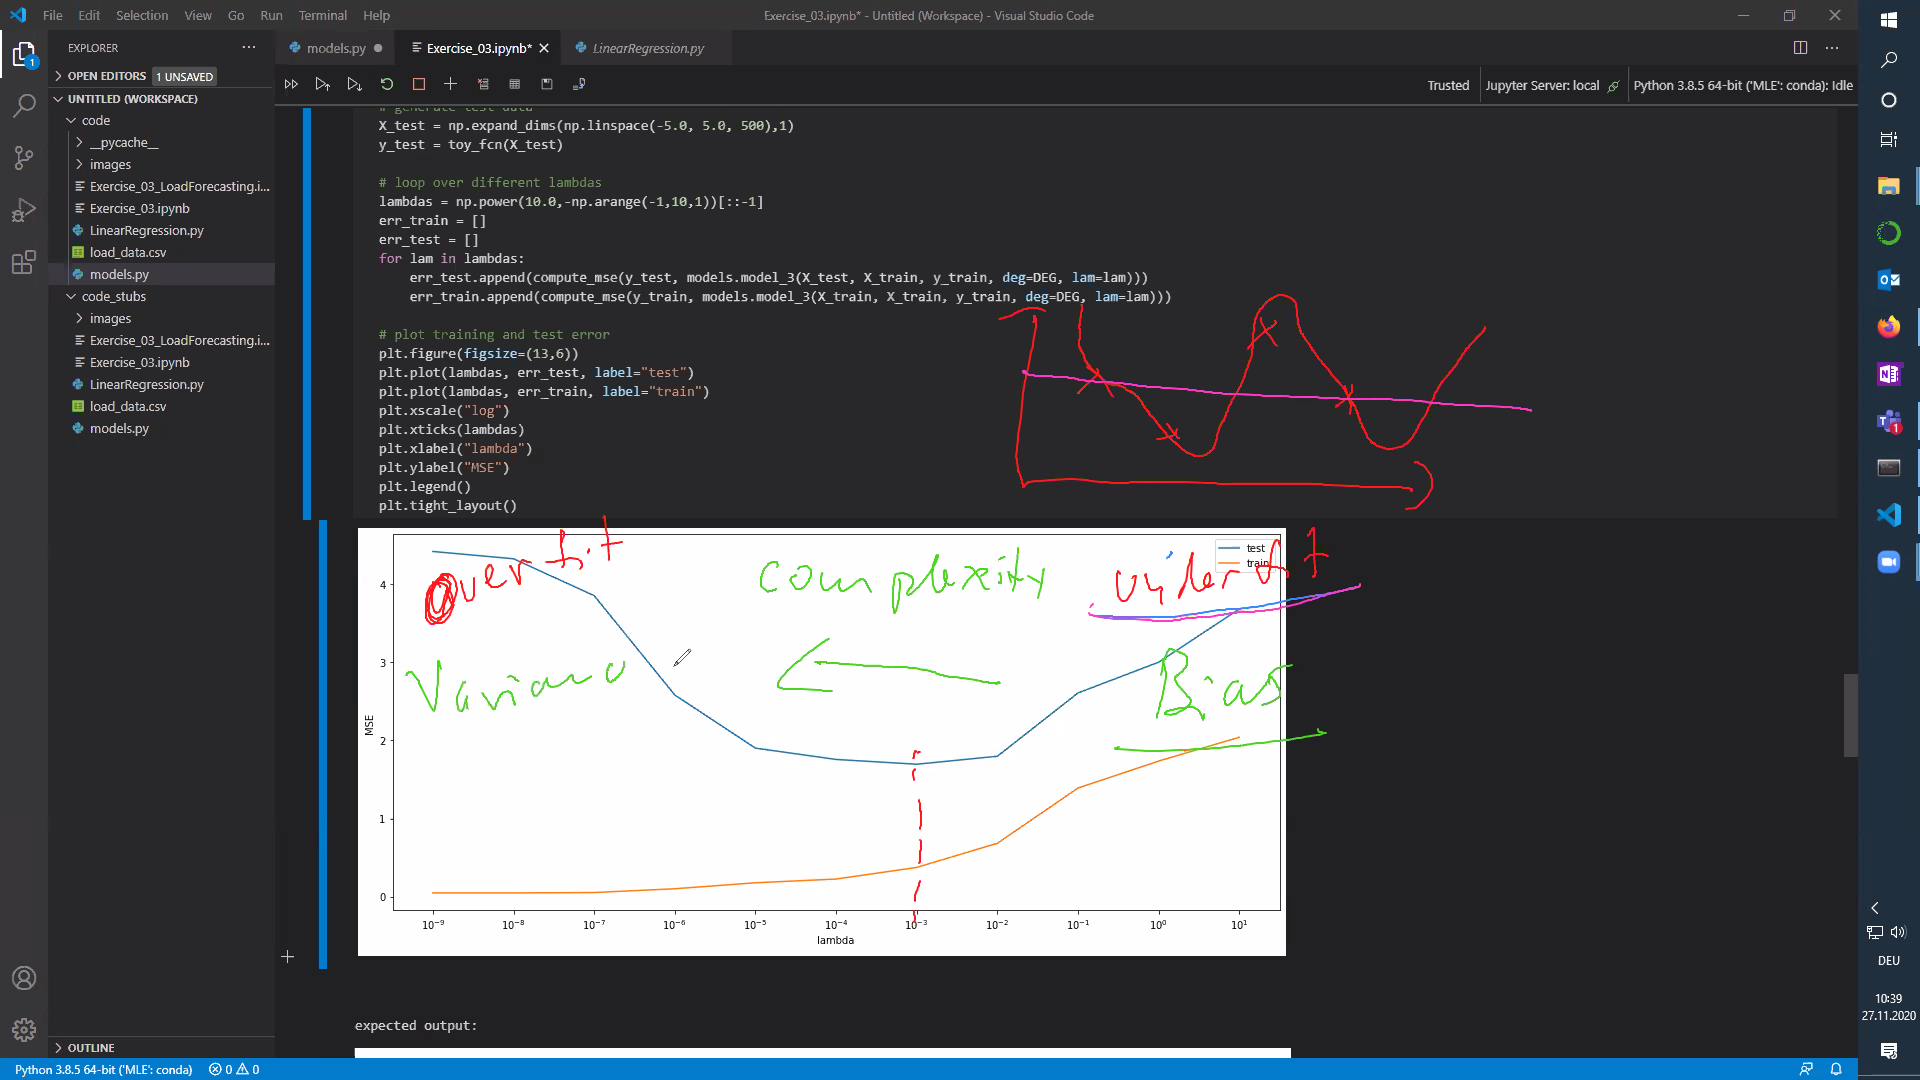 File Edit Selection View Go Run Terminal Help
Exercise_03.ipynb* - Untitled (Workspace) - Visual Studio Code
EXPLORER
models.py
Exercise_03.ipynb*
LinearRegression.py
OPEN EDITORS 1 UNSAVED
UNTITLED (WORKSPACE)
code
__pycache__
images
Exercise_03_LoadForecasting.i...
Exercise_03.ipynb
LinearRegression.py
load_data.csv
models.py
code_stubs
images
Exercise_03_LoadForecasting.i...
Exercise_03.ipynb
LinearRegression.py
load_data.csv
models.py
OUTLINE
Trusted
Jupyter Server: local
Python 3.8.5 64-bit ('MLE': conda): Idle
# generate test data
X_test = np.expand_dims(np.linspace(-5.0, 5.0, 500),1)
y_test = toy_fcn(X_test)
# loop over different lambdas
lambdas = np.power(10.0,-np.arange(-1,10,1))[::-1]
err_train = []
err_test = []
for lam in lambdas:
err_test.append(compute_mse(y_test, models.model_3(X_test, X_train, y_train, deg=DEG, lam=lam)))
err_train.append(compute_mse(y_train, models.model_3(X_train, X_train, y_train, deg=DEG, lam=lam)))
# plot training and test error
plt.figure(figsize=(13,6))
plt.plot(lambdas, err_test, label="test")
plt.plot(lambdas, err_train, label="train")
plt.xscale("log")
plt.xticks(lambdas)
plt.xlabel("lambda")
plt.ylabel("MSE")
plt.legend()
plt.tight_layout()
test
train
Overfit
complexity
underfit
Bias
MSE
4
3
2
1
0
10⁻⁹ 10⁻⁸ 10⁻⁷ 10⁻⁶ 10⁻⁵ 10⁻⁴ 10⁻³ 10⁻² 10⁻¹ 10⁰ 10¹
lambda
expected output:
Python 3.8.5 64-bit ('MLE': conda) 0 0
1
1
DEU
10:39
27.11.2020